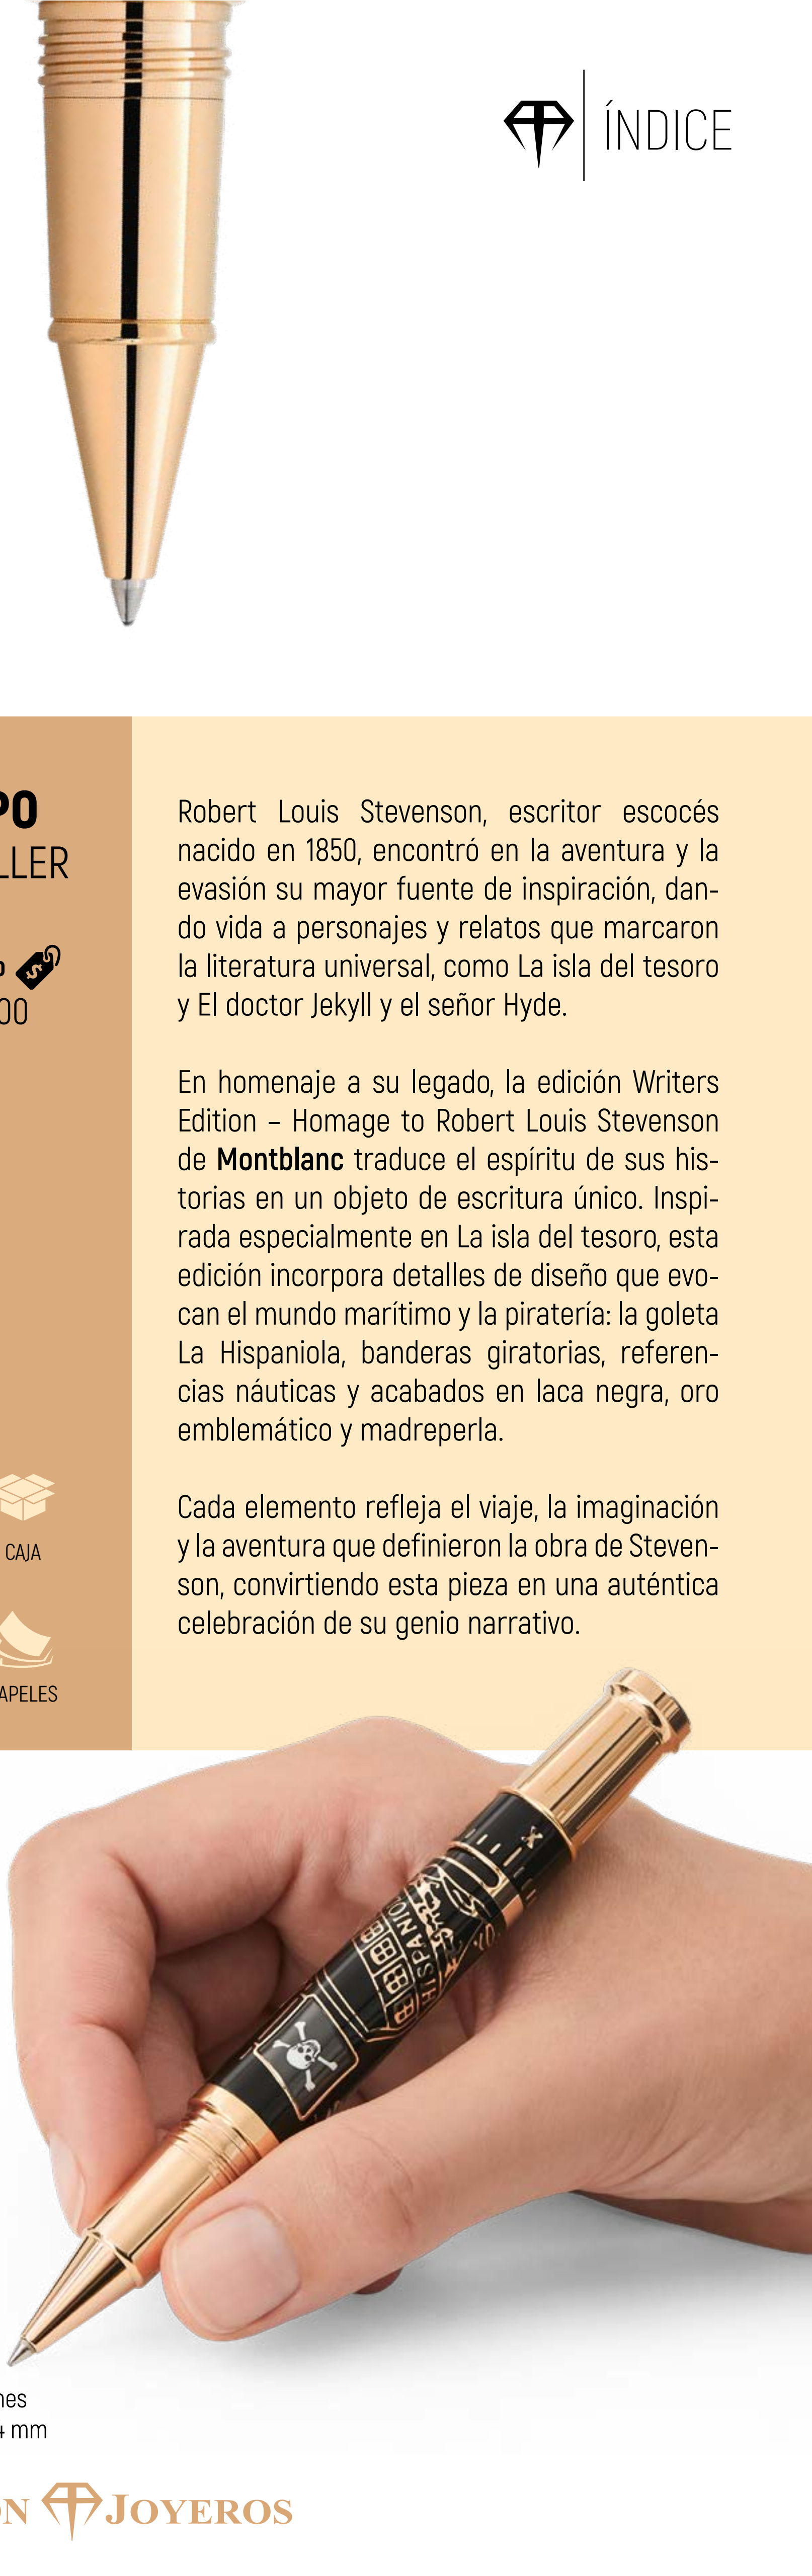 ÍNDICE
PO
LLER
00
CAJA
APELES
Robert Louis Stevenson, escritor escocés
nacido en 1850, encontró en la aventura y la
evasión su mayor fuente de inspiración, dan-
do vida a personajes y relatos que marcaron
la literatura universal, como La isla del tesoro
y El doctor Jekyll y el señor Hyde.
En homenaje a su legado, la edición Writers
Edition – Homage to Robert Louis Stevenson
de Montblanc traduce el espíritu de sus his-
torias en un objeto de escritura único. Inspi-
rada especialmente en La isla del tesoro, esta
edición incorpora detalles de diseño que evo-
can el mundo marítimo y la piratería: la goleta
La Hispaniola, banderas giratorias, referen-
cias náuticas y acabados en laca negra, oro
emblemático y madreperla.
Cada elemento refleja el viaje, la imaginación
y la aventura que definieron la obra de Steven-
son, convirtiendo esta pieza en una auténtica
celebración de su genio narrativo.
HISPANIO
nes
4 mm
ON JOYEROS